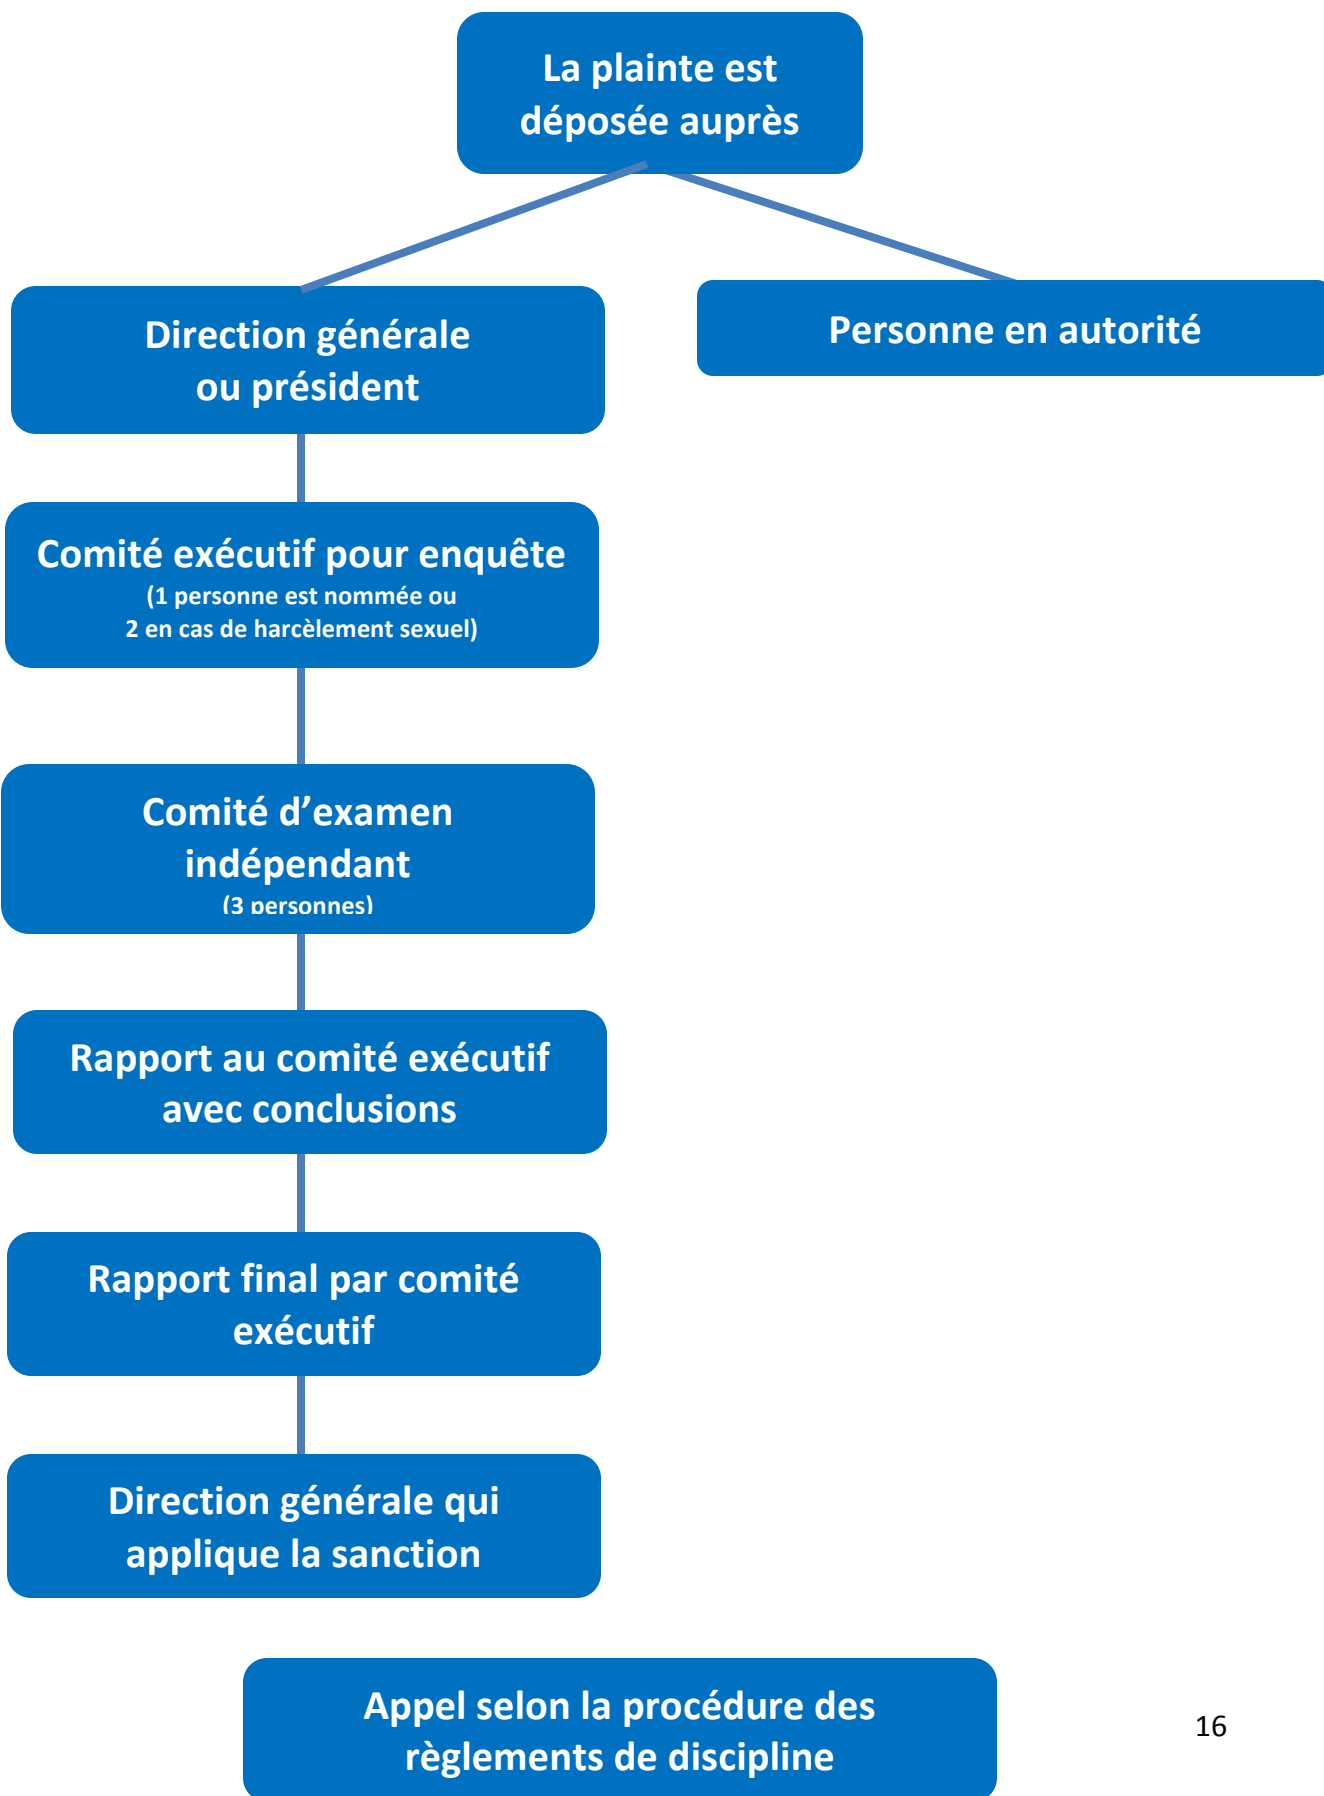 La plainte est
déposée auprès
Direction générale
ou président
Personne en autorité
Comité exécutif pour enquête
(1 personne est nommée ou
2 en cas de harcèlement sexuel)
Comité d’examen
indépendant
(3 personnes)
Rapport au comité exécutif
avec conclusions
Rapport final par comité
exécutif
Direction générale qui
applique la sanction
Appel selon la procédure des
règlements de discipline
16